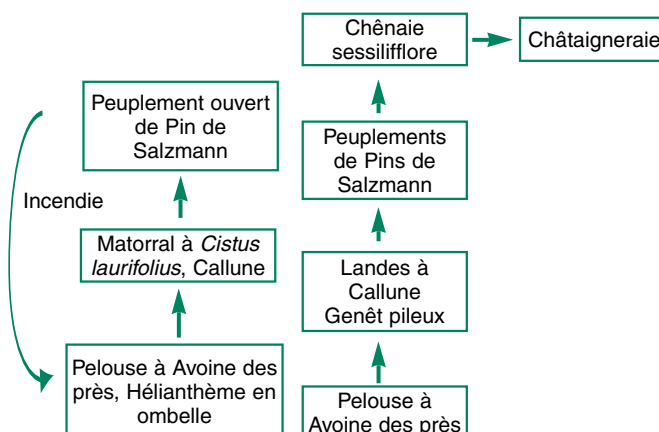 Chênaie
sessilifflore
Châtaigneraie
Peuplement ouvert
de Pin de
Salzmann
Peuplements
de Pins de
Salzmann
Incendie
Matorral à Cistus
laurifolius, Callune
Landes à
Callune
Genêt pileux
Pelouse à Avoine des
près, Hélianthème en
ombelle
Pelouse à
Avoine des près